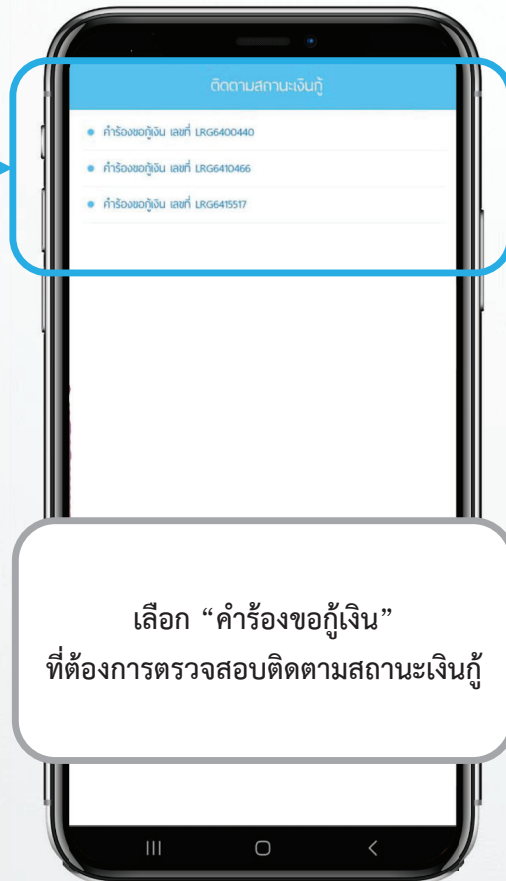 ติดตามสถานะเงินกู้
คำร้องขอกู้เงิน เลขที่ LRG6400440
คำร้องขอกู้เงิน เลขที่ LRG6410466
คำร้องขอกู้เงิน เลขที่ LRG6415517
เลือก “คำร้องขอกู้เงิน”
ที่ต้องการตรวจสอบติดตามสถานะเงินกู้